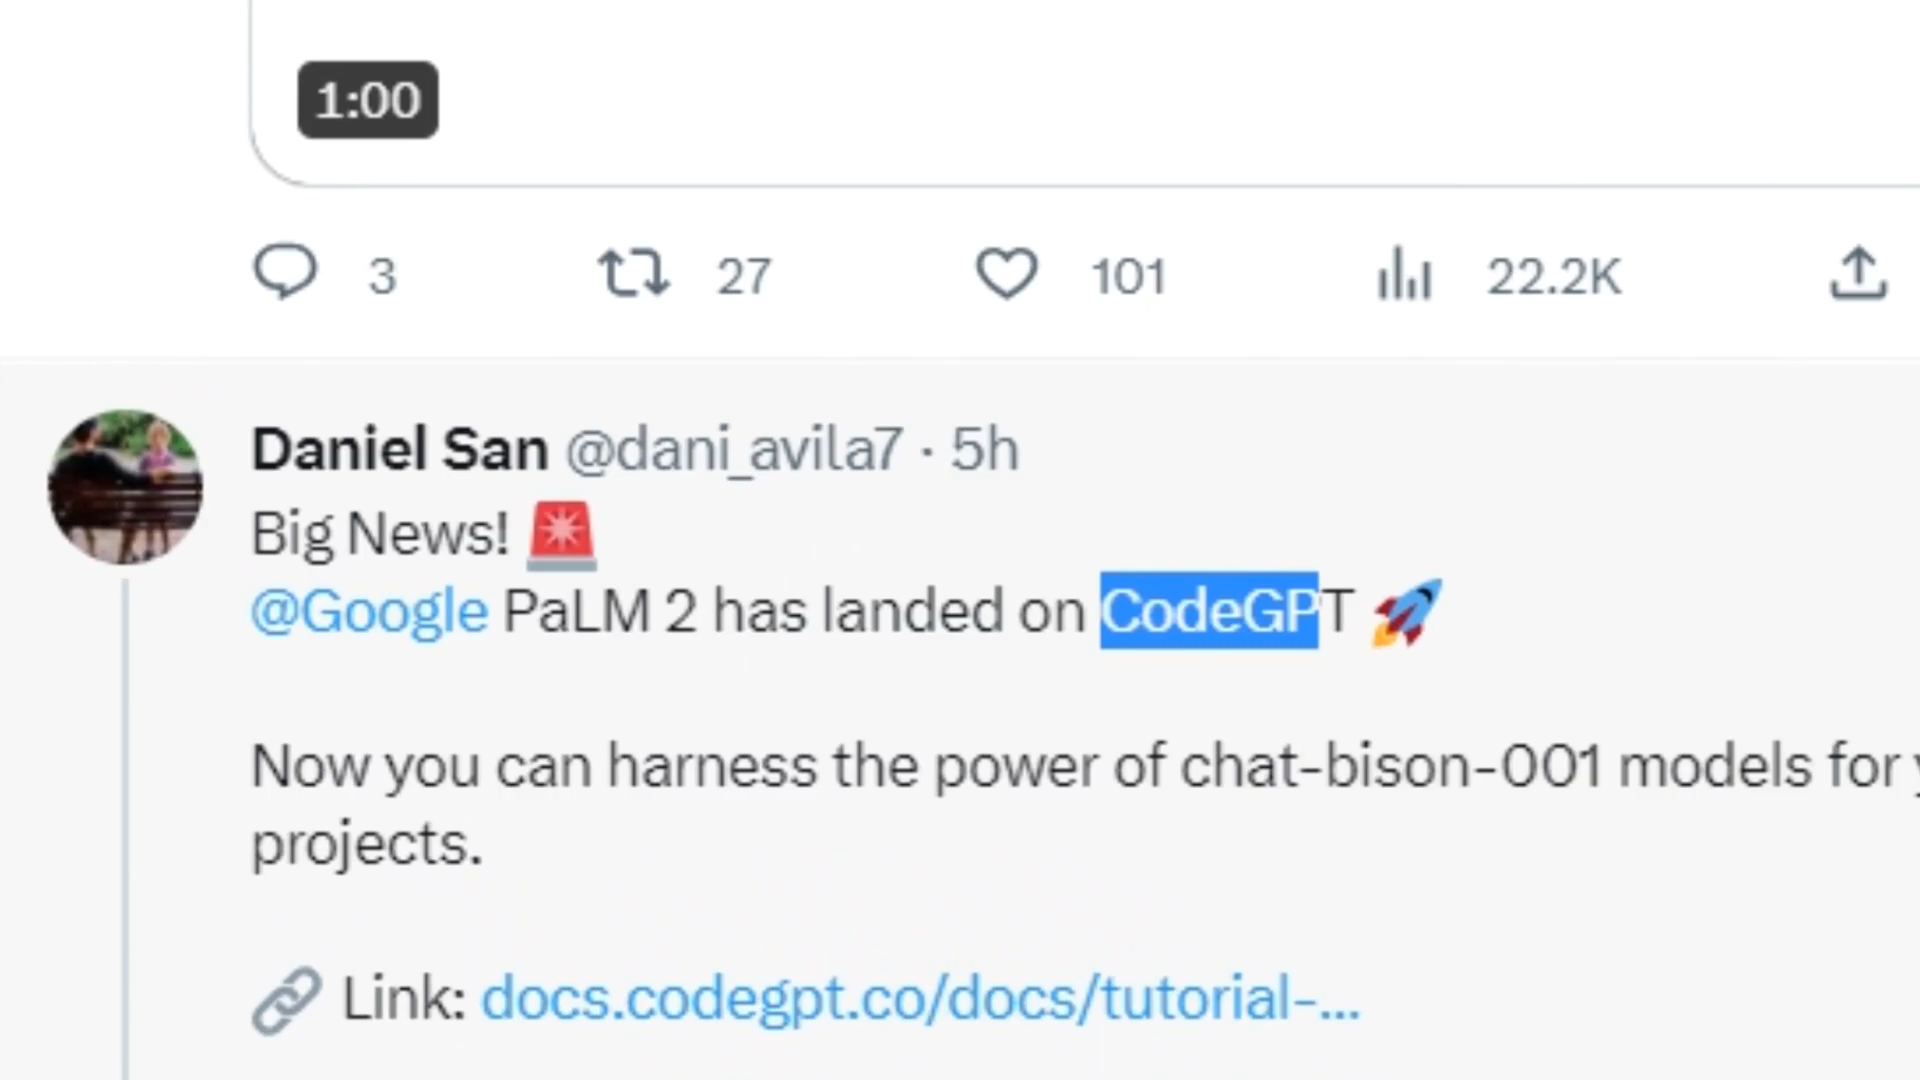 1:00
3 27 101 22.2K
Daniel San @dani_avila7 · 5h
Big News! 🚨
@Google PaLM 2 has landed on CodeGPT 🚀
Now you can harness the power of chat-bison-001 models for
projects.
🔗 Link: docs.codegpt.co/docs/tutorial-...